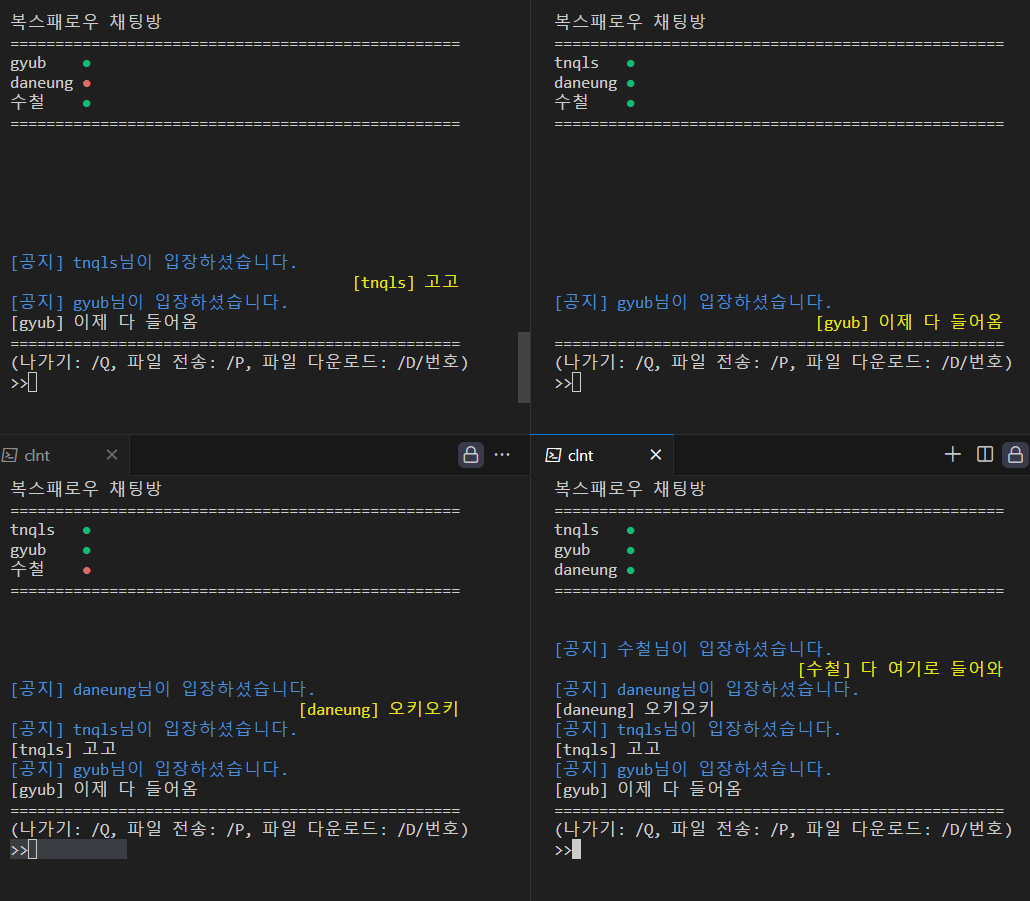 복스패로우 채팅방
==================================================
gyub ●
daneung ●
수철 ●
==================================================
[공지] tnqls님이 입장하셨습니다.
[tnqls] 고고
[공지] gyub님이 입장하셨습니다.
[gyub] 이제 다 들어옴
==================================================
(나가기: /Q, 파일 전송: /P, 파일 다운로드: /D/번호)
>>
복스패로우 채팅방
==================================================
tnqls ●
daneung ●
수철 ●
==================================================
[공지] gyub님이 입장하셨습니다.
[gyub] 이제 다 들어옴
==================================================
(나가기: /Q, 파일 전송: /P, 파일 다운로드: /D/번호)
>>
clnt
복스패로우 채팅방
==================================================
tnqls ●
gyub ●
수철 ●
==================================================
[공지] daneung님이 입장하셨습니다.
[daneung] 오키오키
[공지] tnqls님이 입장하셨습니다.
[tnqls] 고고
[공지] gyub님이 입장하셨습니다.
[gyub] 이제 다 들어옴
==================================================
(나가기: /Q, 파일 전송: /P, 파일 다운로드: /D/번호)
>>
clnt
복스패로우 채팅방
==================================================
tnqls ●
gyub ●
daneung ●
==================================================
[공지] 수철님이 입장하셨습니다.
[수철] 다 여기로 들어와
[공지] daneung님이 입장하셨습니다.
[daneung] 오키오키
[공지] tnqls님이 입장하셨습니다.
[tnqls] 고고
[공지] gyub님이 입장하셨습니다.
[gyub] 이제 다 들어옴
==================================================
(나가기: /Q, 파일 전송: /P, 파일 다운로드: /D/번호)
>>